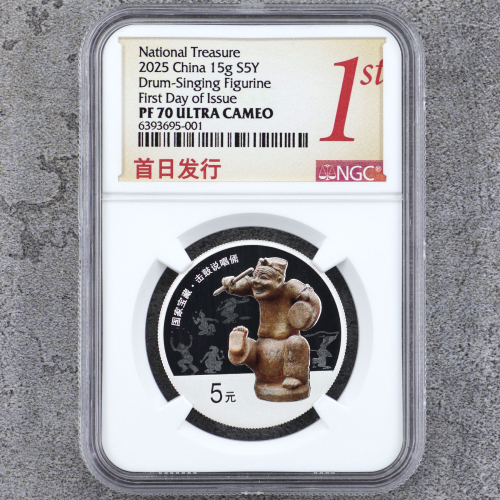 National Treasure
2025 China 15g S5Y
Drum-Singing Figurine
First Day of Issue
PF 70 ULTRA CAMEO
6393695-001
首日发行
1st
NGC®
国家宝藏·击鼓说唱俑
5元